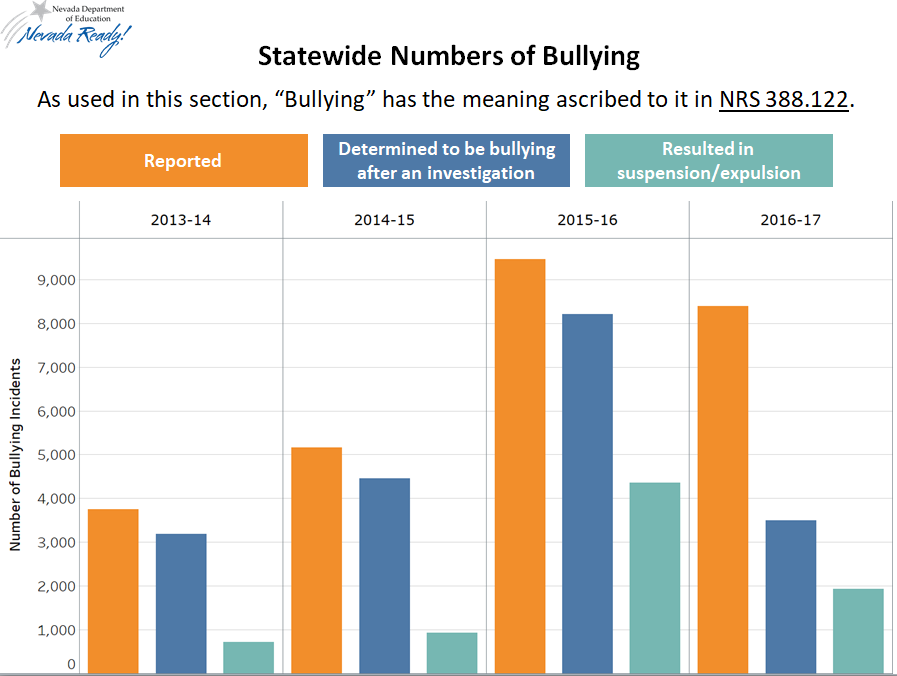 Nevada Department
of Education
Nevada Ready!
Statewide Numbers of Bullying
As used in this section, “Bullying” has the meaning ascribed to it in NRS 388.122.
Reported
Determined to be bullying
after an investigation
Resulted in
suspension/expulsion
2013-14 2014-15 2015-16 2016-17
Number of Bullying Incidents
9,000
8,000
7,000
6,000
5,000
4,000
3,000
2,000
1,000
0